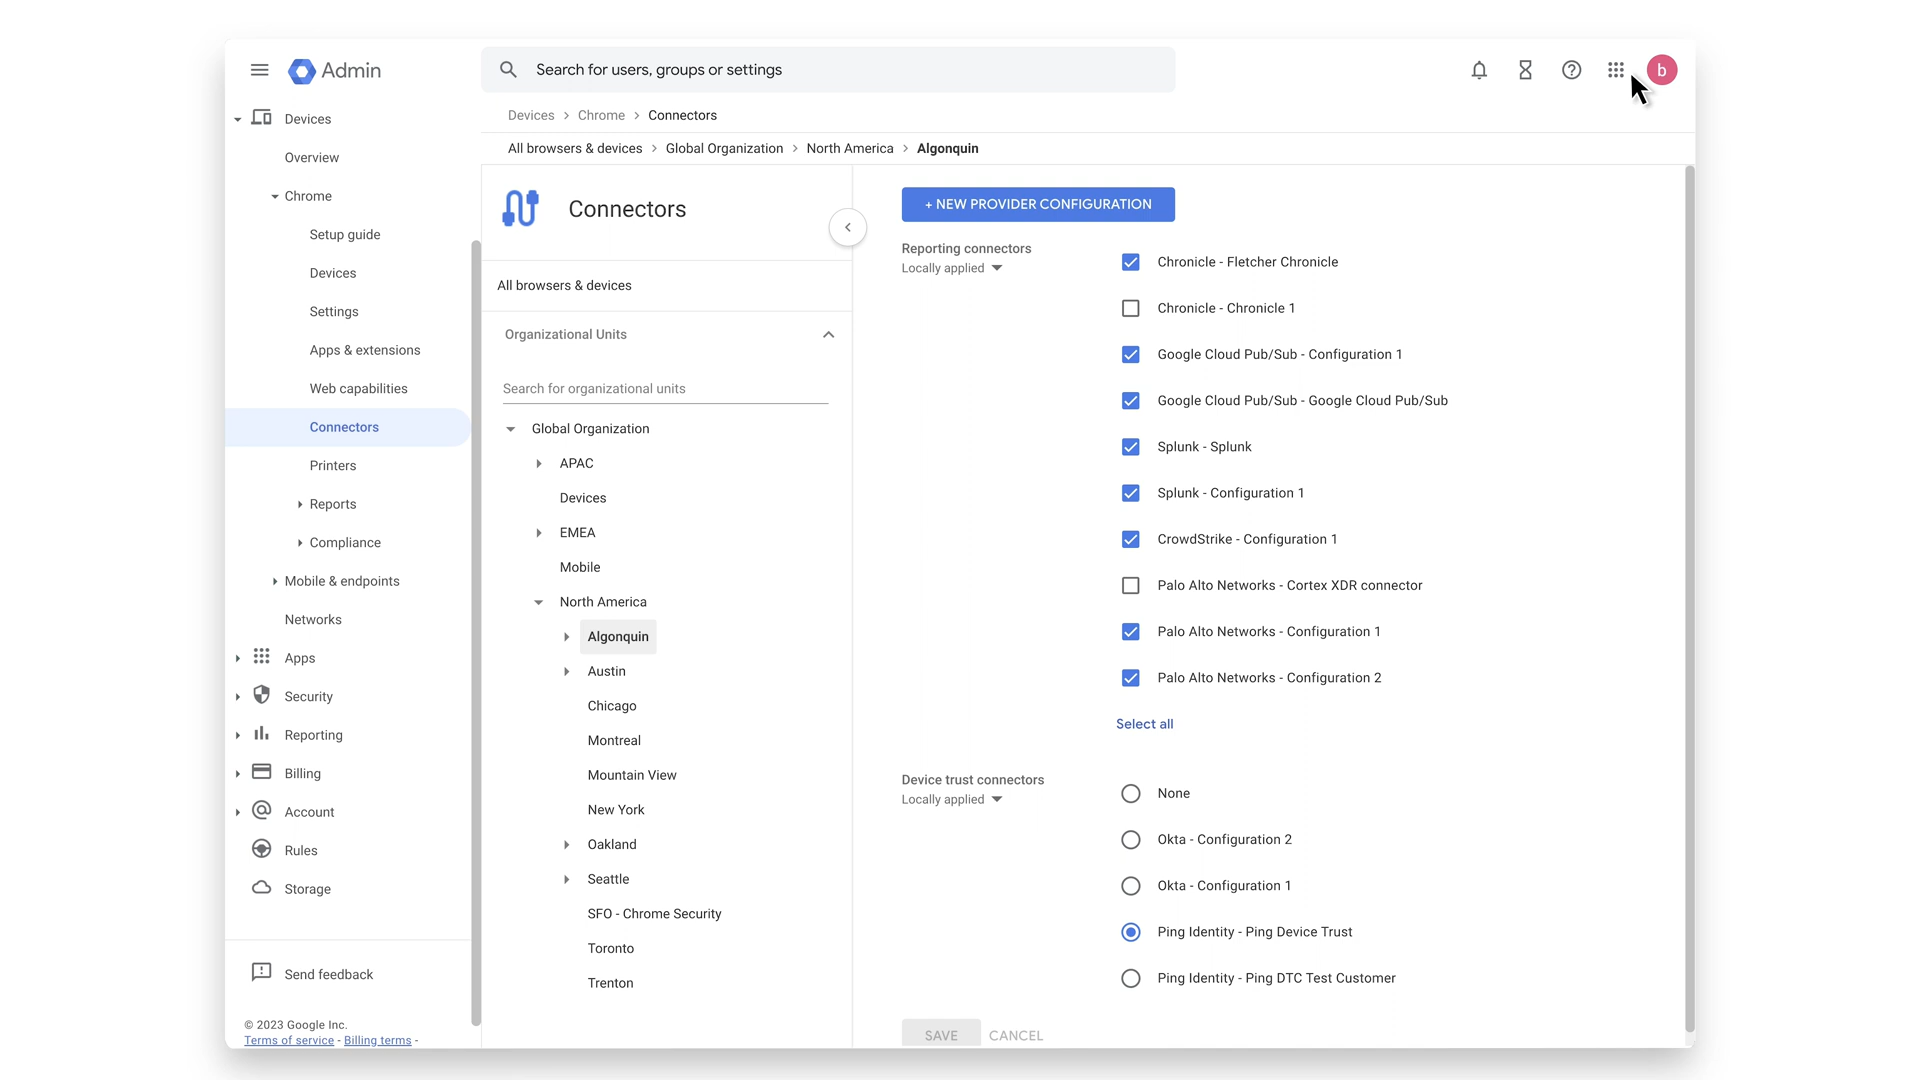 Admin
Search for users, groups or settings
b
Devices
Overview
Chrome
Setup guide
Devices
Settings
Apps & extensions
Web capabilities
Connectors
Printers
Reports
Compliance
Mobile & endpoints
Networks
Apps
Security
Reporting
Billing
Account
Rules
Storage
Send feedback
© 2023 Google Inc.
Terms of service - Billing terms -
Devices > Chrome > Connectors
All browsers & devices > Global Organization > North America > Algonquin
Connectors
All browsers & devices
Organizational Units
Search for organizational units
Global Organization
APAC
Devices
EMEA
Mobile
North America
Algonquin
Austin
Chicago
Montreal
Mountain View
New York
Oakland
Seattle
SFO - Chrome Security
Toronto
Trenton
+ NEW PROVIDER CONFIGURATION
Reporting connectors
Locally applied
Chronicle - Fletcher Chronicle
Chronicle - Chronicle 1
Google Cloud Pub/Sub - Configuration 1
Google Cloud Pub/Sub - Google Cloud Pub/Sub
Splunk - Splunk
Splunk - Configuration 1
CrowdStrike - Configuration 1
Palo Alto Networks - Cortex XDR connector
Palo Alto Networks - Configuration 1
Palo Alto Networks - Configuration 2
Select all
Device trust connectors
Locally applied
None
Okta - Configuration 2
Okta - Configuration 1
Ping Identity - Ping Device Trust
Ping Identity - Ping DTC Test Customer
SAVE CANCEL